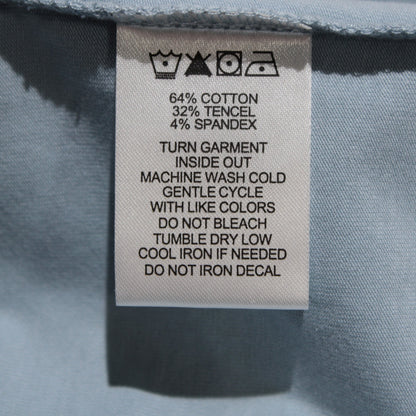 64% COTTON
32% TENCEL
4% SPANDEX
TURN GARMENT
INSIDE OUT
MACHINE WASH COLD
GENTLE CYCLE
WITH LIKE COLORS
DO NOT BLEACH
TUMBLE DRY LOW
COOL IRON IF NEEDED
DO NOT IRON DECAL